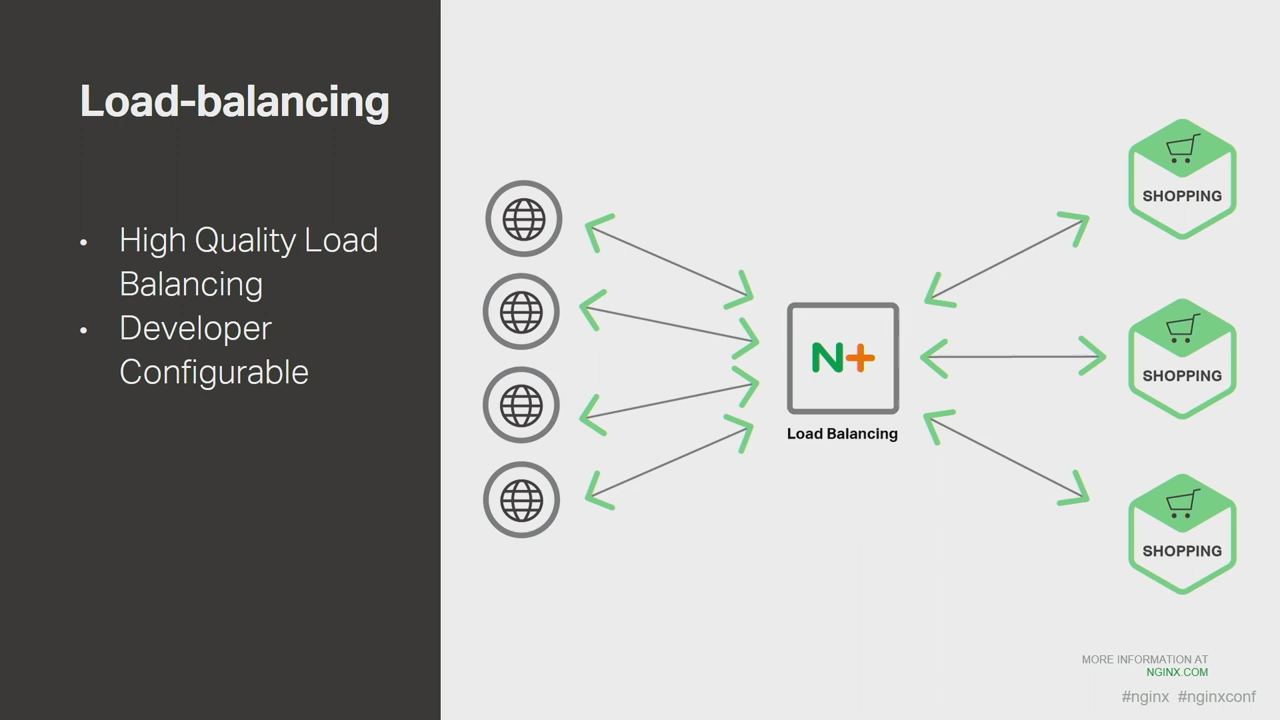 Load-balancing
• High Quality Load
Balancing
• Developer
Configurable
N+
Load Balancing
SHOPPING
SHOPPING
SHOPPING
MORE INFORMATION AT
NGINX.COM
#nginx #nginxconf